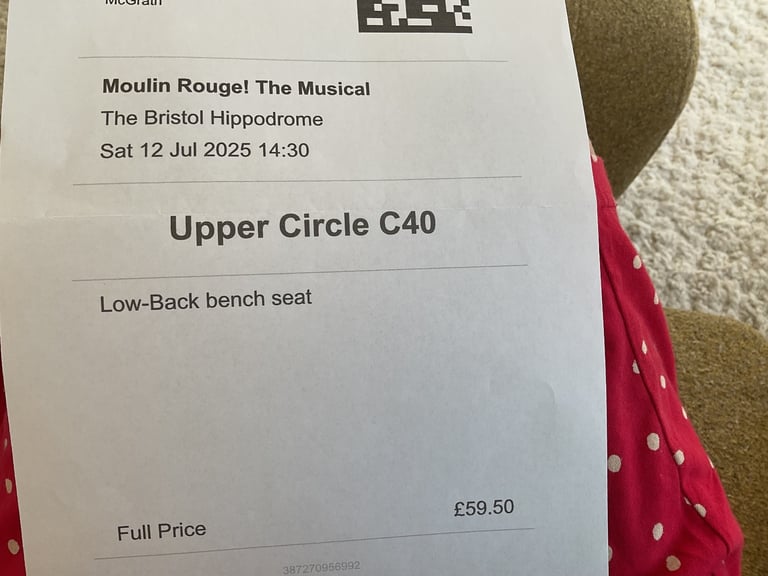 McGrath
Moulin Rouge! The Musical
The Bristol Hippodrome
Sat 12 Jul 2025 14:30
Upper Circle C40
Low-Back bench seat
Full Price £59.50
387270956992